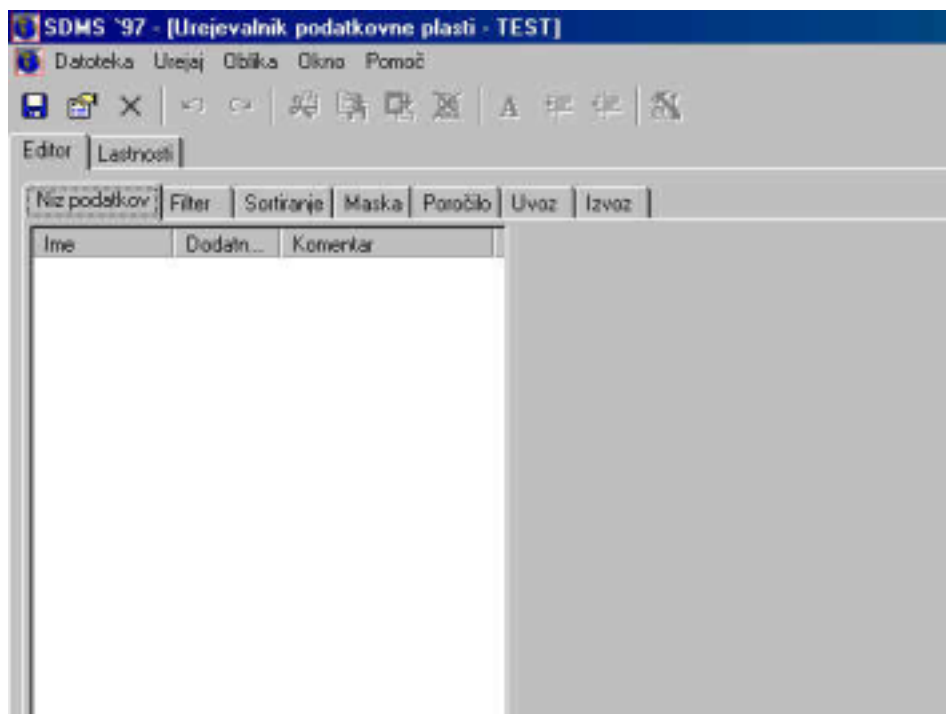 SDMS `97 - [Urejevalnik podatkovne plasti - TEST]
Datoteka Urejaj Oblika Okno Pomoč
A
Editor Lastnosti
Niz podatkov Filter Sortiranje Maska Poročilo Uvoz Izvoz
Ime Dodatn... Komentar